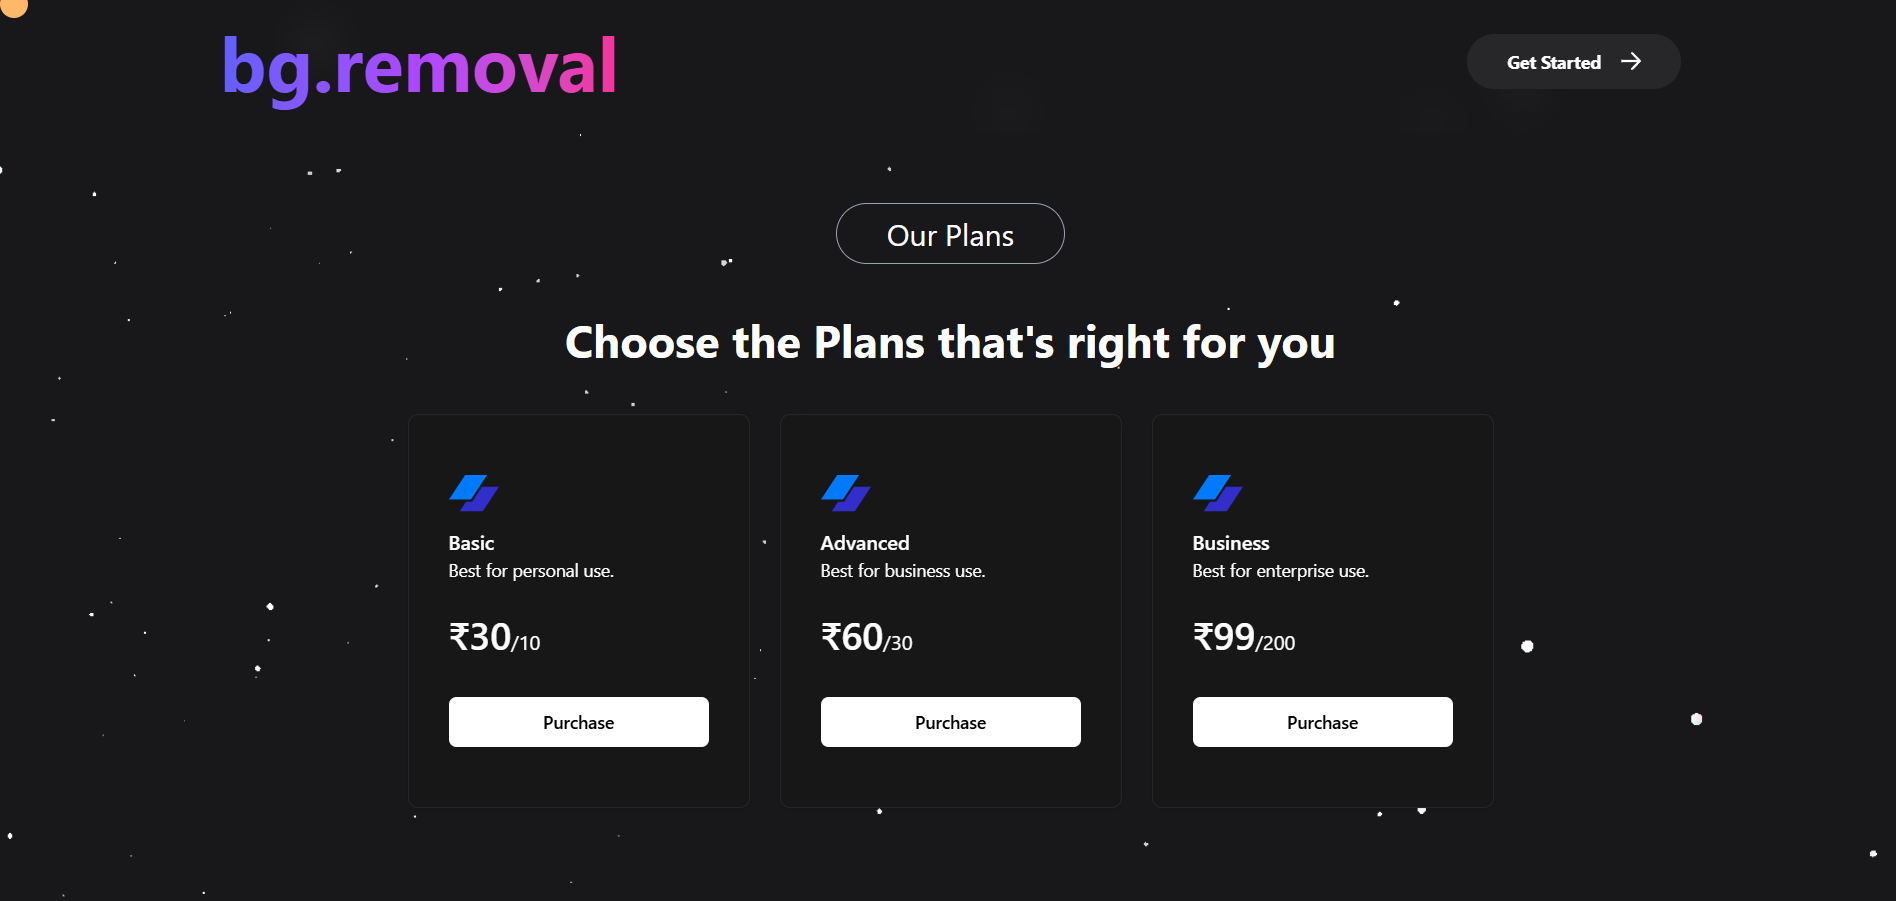 bg.removal
Get Started
Our Plans
Choose the Plans that's right for you
Basic
Best for personal use.
₹30/10
Purchase
Advanced
Best for business use.
₹60/30
Purchase
Business
Best for enterprise use.
₹99/200
Purchase